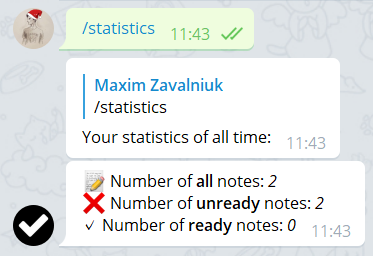 /statistics 11:43
Maxim Zavalniuk
/statistics
Your statistics of all time: 11:43
📝 Number of all notes: 2
❌ Number of unready notes: 2
✓ Number of ready notes: 0 11:43